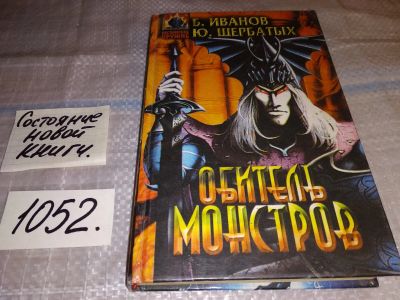 Б. ИВАНОВ
Ю. ЩЕРБАТЫХ
ОБИТЕЛЬ
МОНСТРОВ
Состояние
новой
книги.
1052.